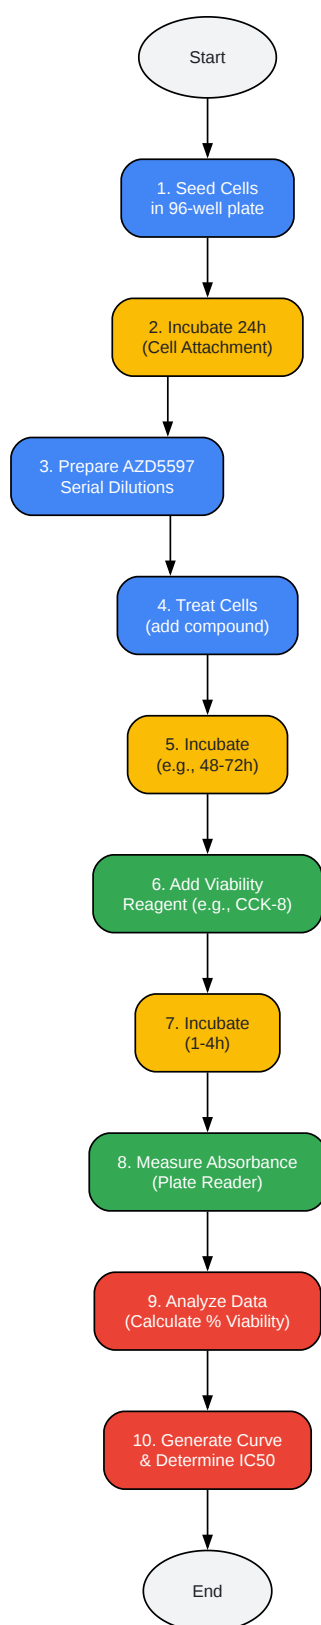 Start
1. Seed Cells
in 96-well plate
2. Incubate 24h
(Cell Attachment)
3. Prepare AZD5597
Serial Dilutions
4. Treat Cells
(add compound)
5. Incubate
(e.g., 48-72h)
6. Add Viability
Reagent (e.g., CCK-8)
7. Incubate
(1-4h)
8. Measure Absorbance
(Plate Reader)
9. Analyze Data
(Calculate % Viability)
10. Generate Curve
& Determine IC50
End